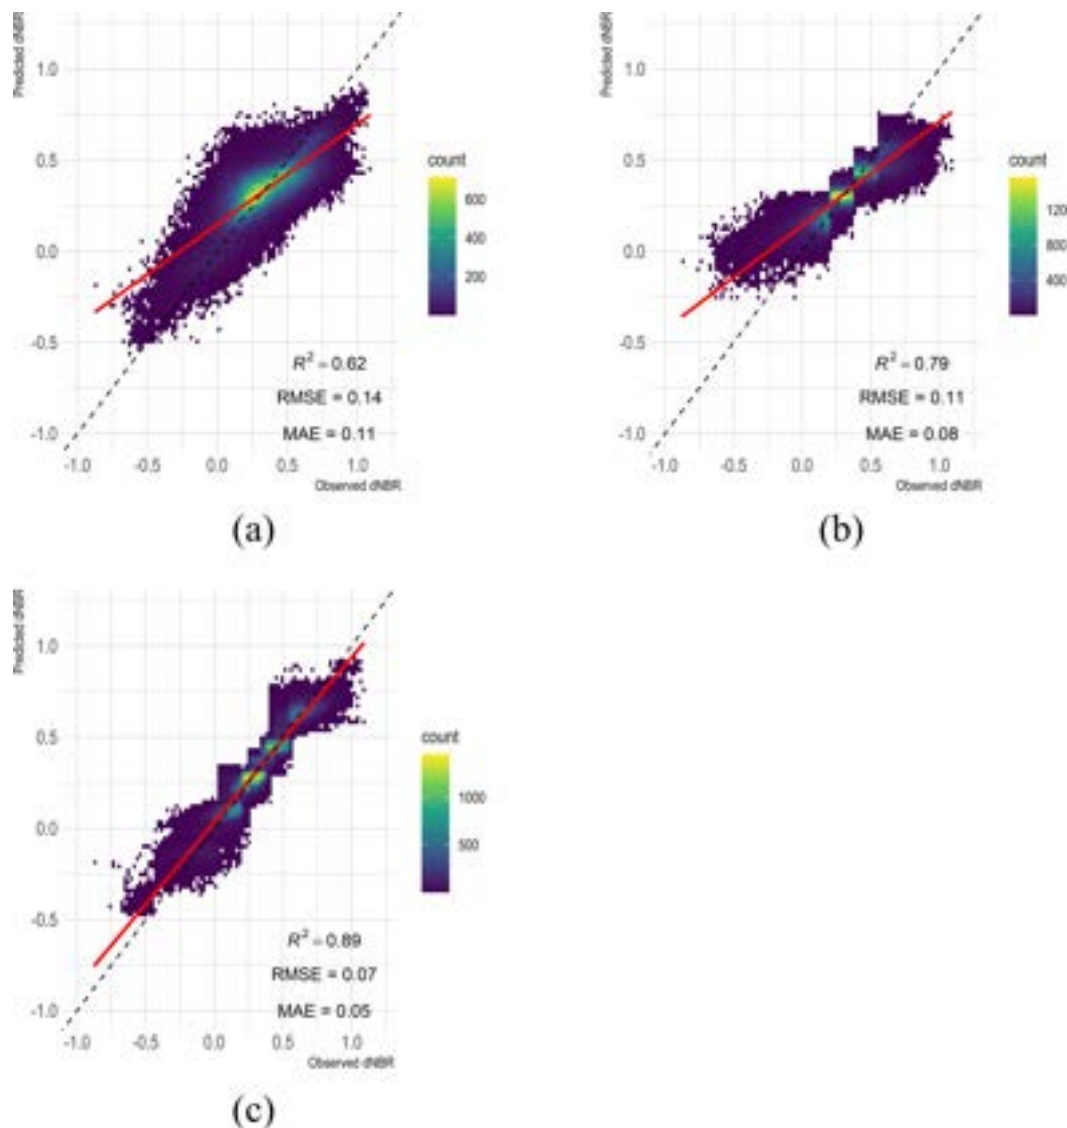 Predicted dNBR
1.0
0.5
0.0
-0.5
-1.0
count
600
400
200
R² = 0.62
RMSE = 0.14
MAE = 0.11
-1.0 -0.5 0.0 0.5 1.0
Observed dNBR
(a)
Predicted dNBR
1.0
0.5
0.0
-0.5
-1.0
count
1200
800
400
R² = 0.79
RMSE = 0.11
MAE = 0.08
-1.0 -0.5 0.0 0.5 1.0
Observed dNBR
(b)
Predicted dNBR
1.0
0.5
0.0
-0.5
-1.0
count
1000
500
R² = 0.89
RMSE = 0.07
MAE = 0.05
-1.0 -0.5 0.0 0.5 1.0
Observed dNBR
(c)